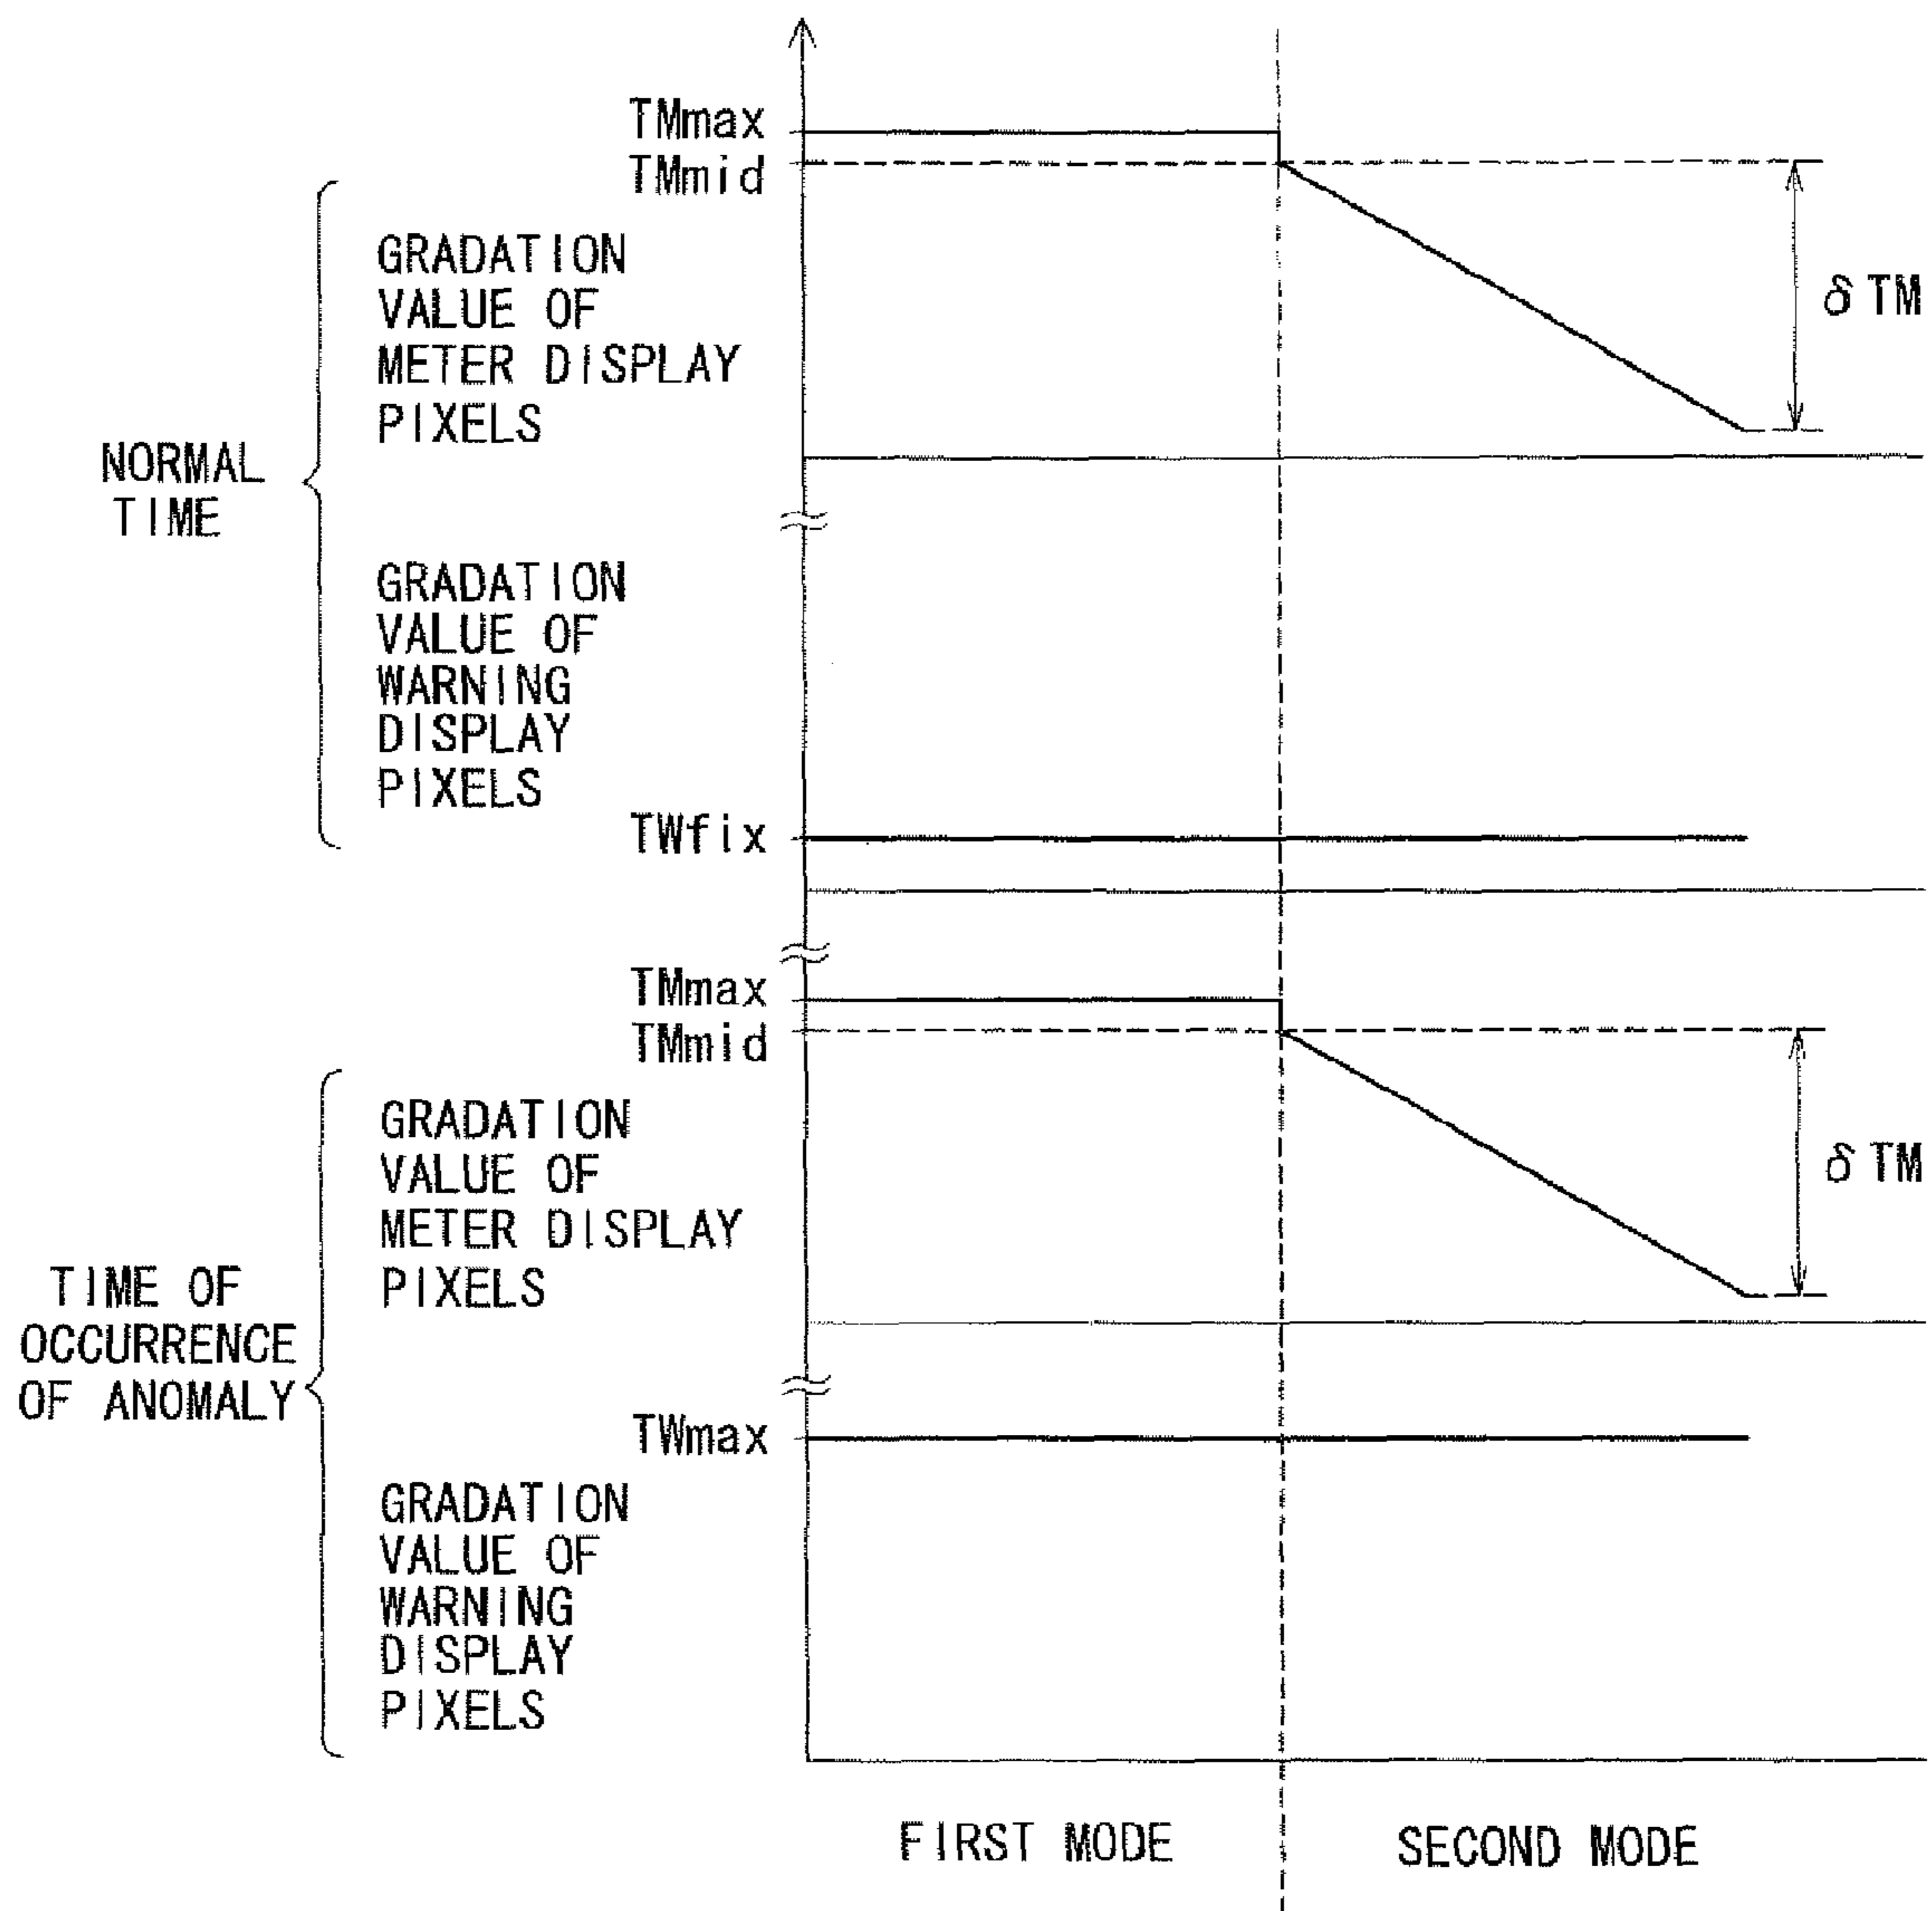 TMmax
TMmid
GRADATION
VALUE OF
METER DISPLAY
PIXELS
δTM
NORMAL
TIME
GRADATION
VALUE OF
WARNING
DISPLAY
PIXELS
TWfix
TMmax
TMmid
GRADATION
VALUE OF
METER DISPLAY
PIXELS
δTM
TIME OF
OCCURRENCE
OF ANOMALY
TWmax
GRADATION
VALUE OF
WARNING
DISPLAY
PIXELS
FIRST MODE
SECOND MODE